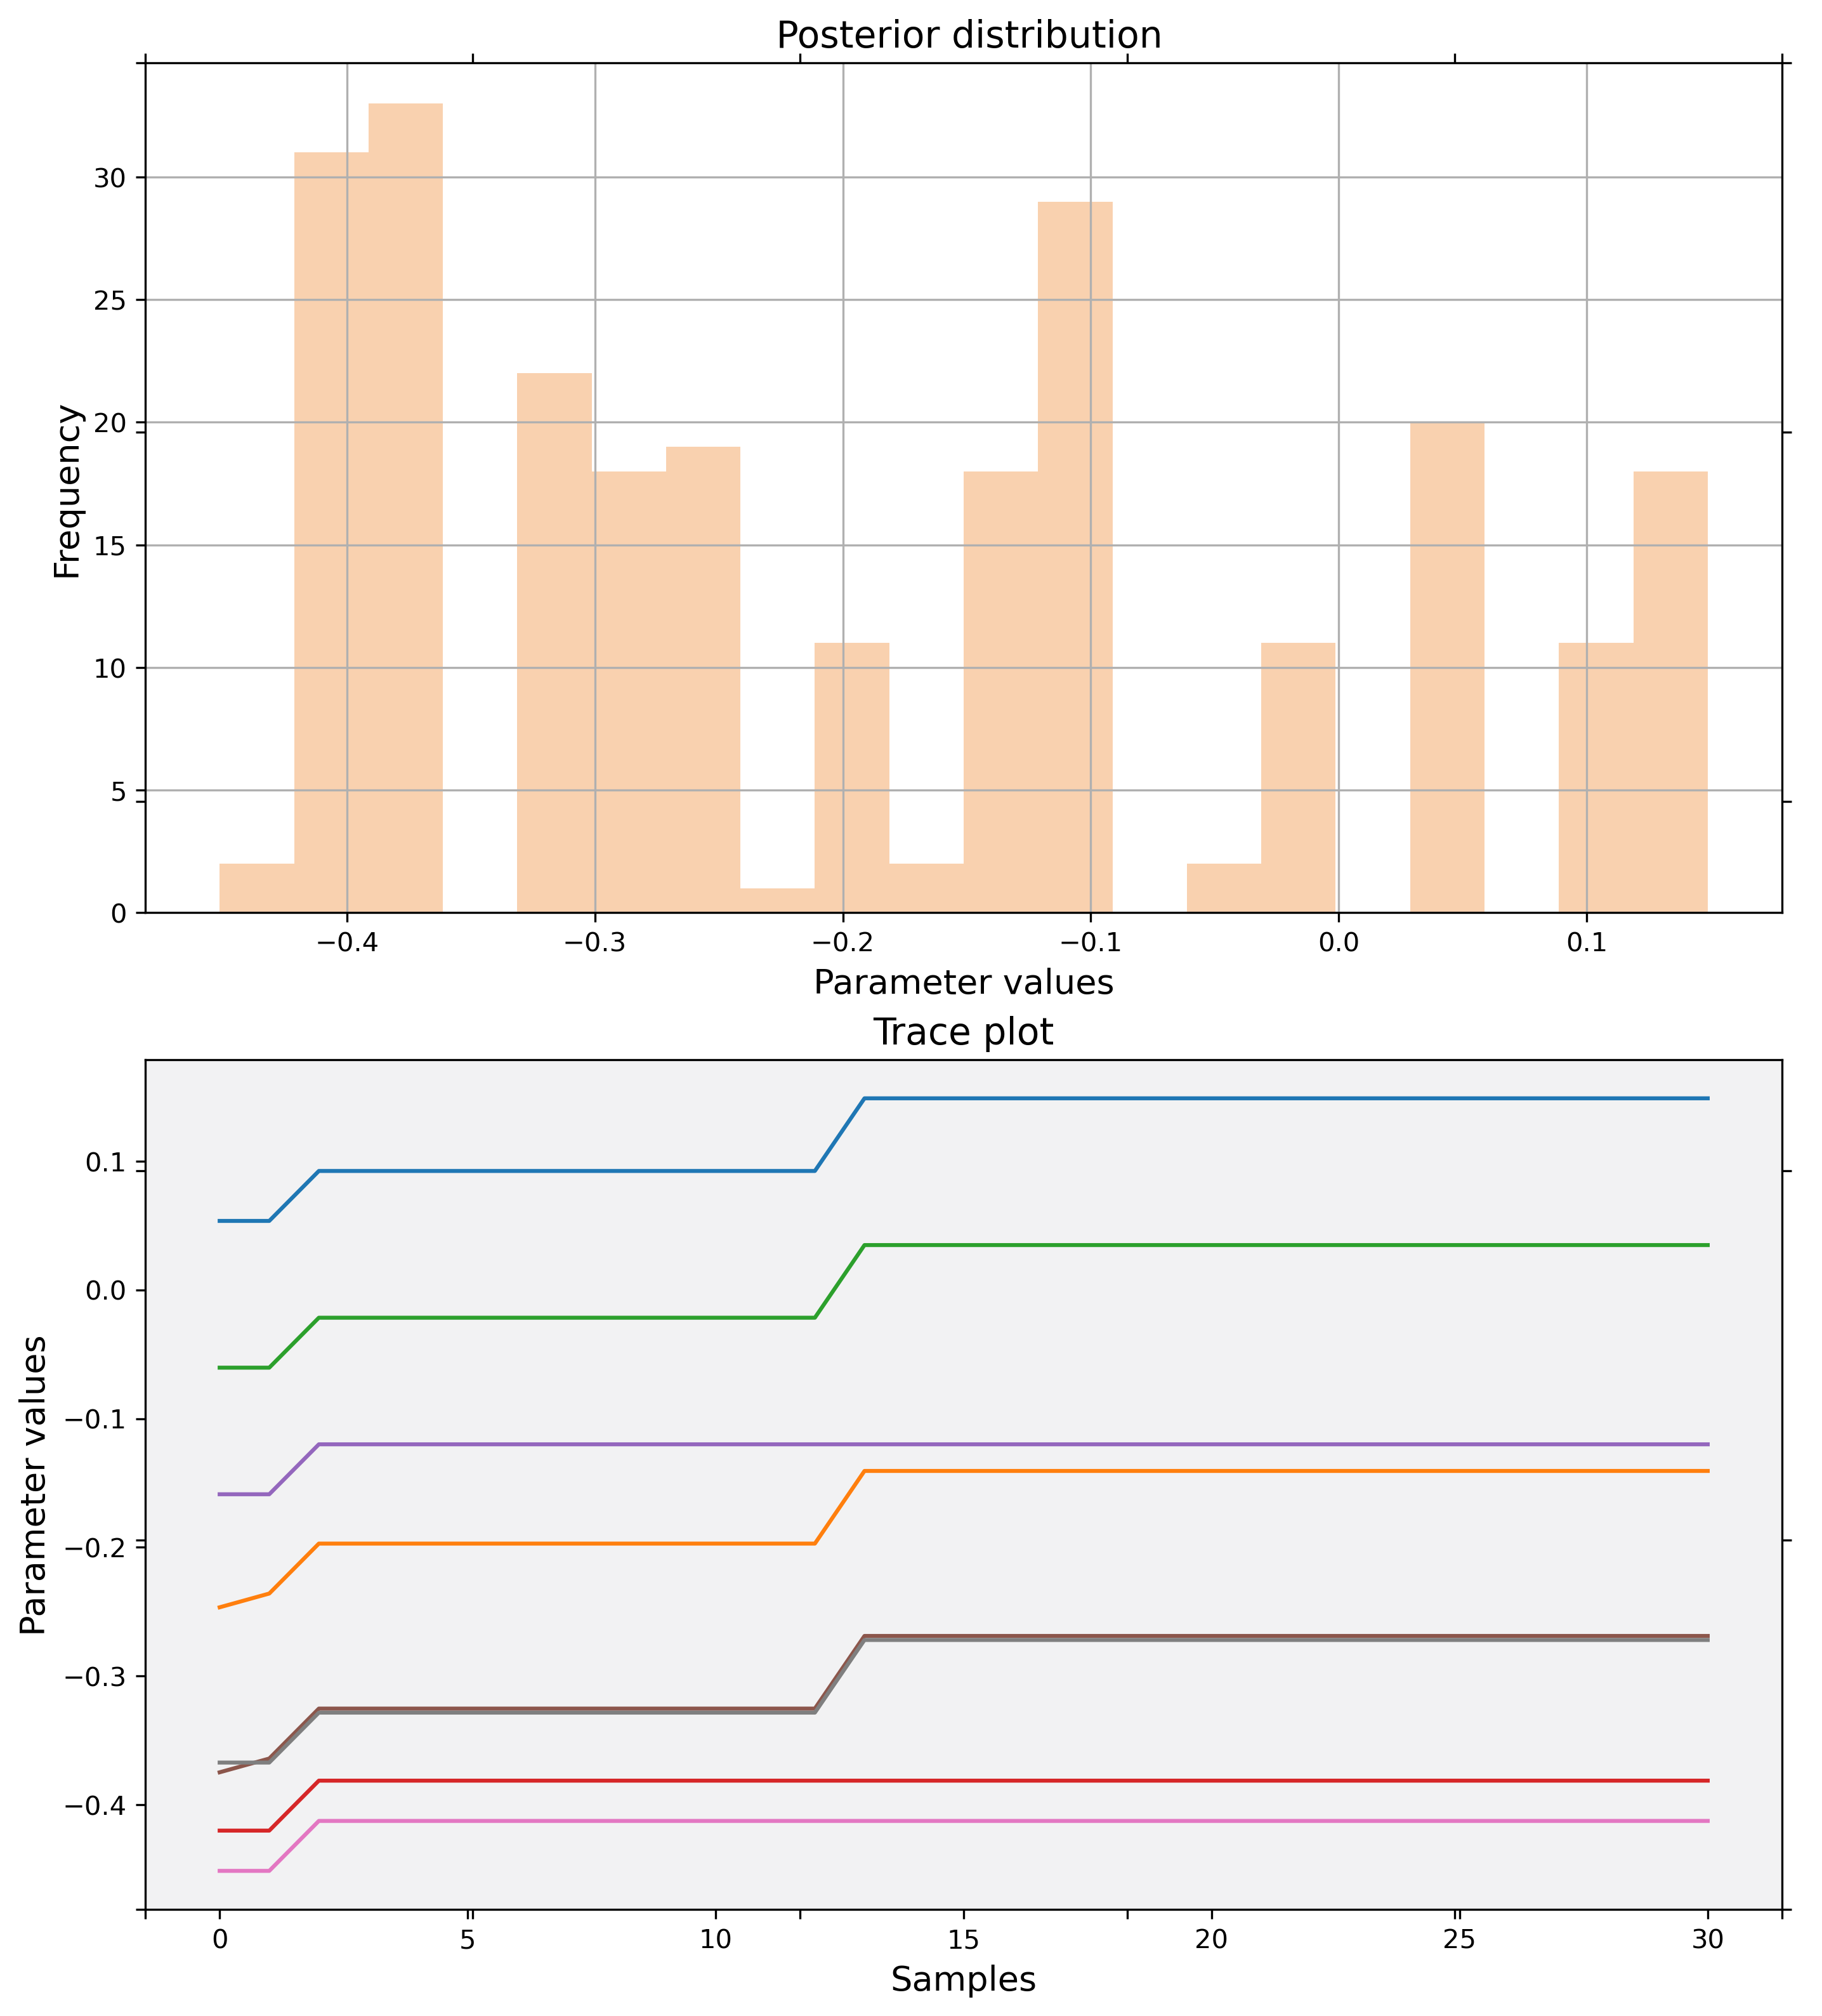 Posterior distribution
Frequency
30
25
20
15
10
5
0
−0.4 −0.3 −0.2 −0.1 0.0 0.1
Parameter values
Trace plot
Parameter values
0.1
0.0
−0.1
−0.2
−0.3
−0.4
0 5 10 15 20 25 30
Samples